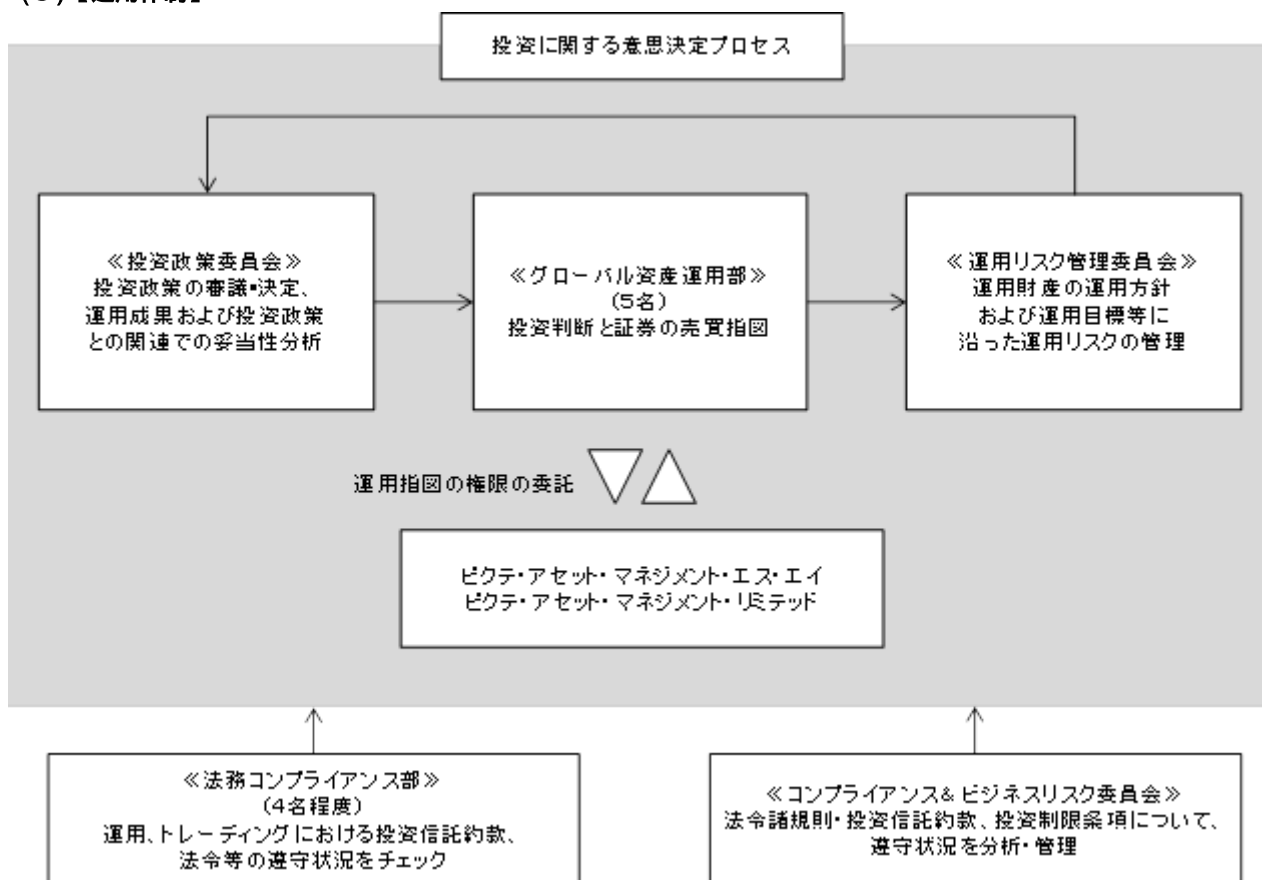 投資に関する意思決定プロセス
≪投資政策委員会≫
投資政策の審議・決定、
運用成果および投資政策
との関連での妥当性分析
≪グローバル資産運用部≫
(5名)
投資判断と証券の売買指図
≪運用リスク管理委員会≫
運用財産の運用方針
および運用目標等に
沿った運用リスクの管理
運用指図の権限の委託
ピクテ・アセット・マネジメント・エス・エイ
ピクテ・アセット・マネジメント・リミテッド
≪法務コンプライアンス部≫
(4名程度)
運用、トレーディングにおける投資信託約款、
法令等の遵守状況をチェック
≪コンプライアンス&ビジネスリスク委員会≫
法令諸規則・投資信託約款、投資制限条項について、
遵守状況を分析・管理